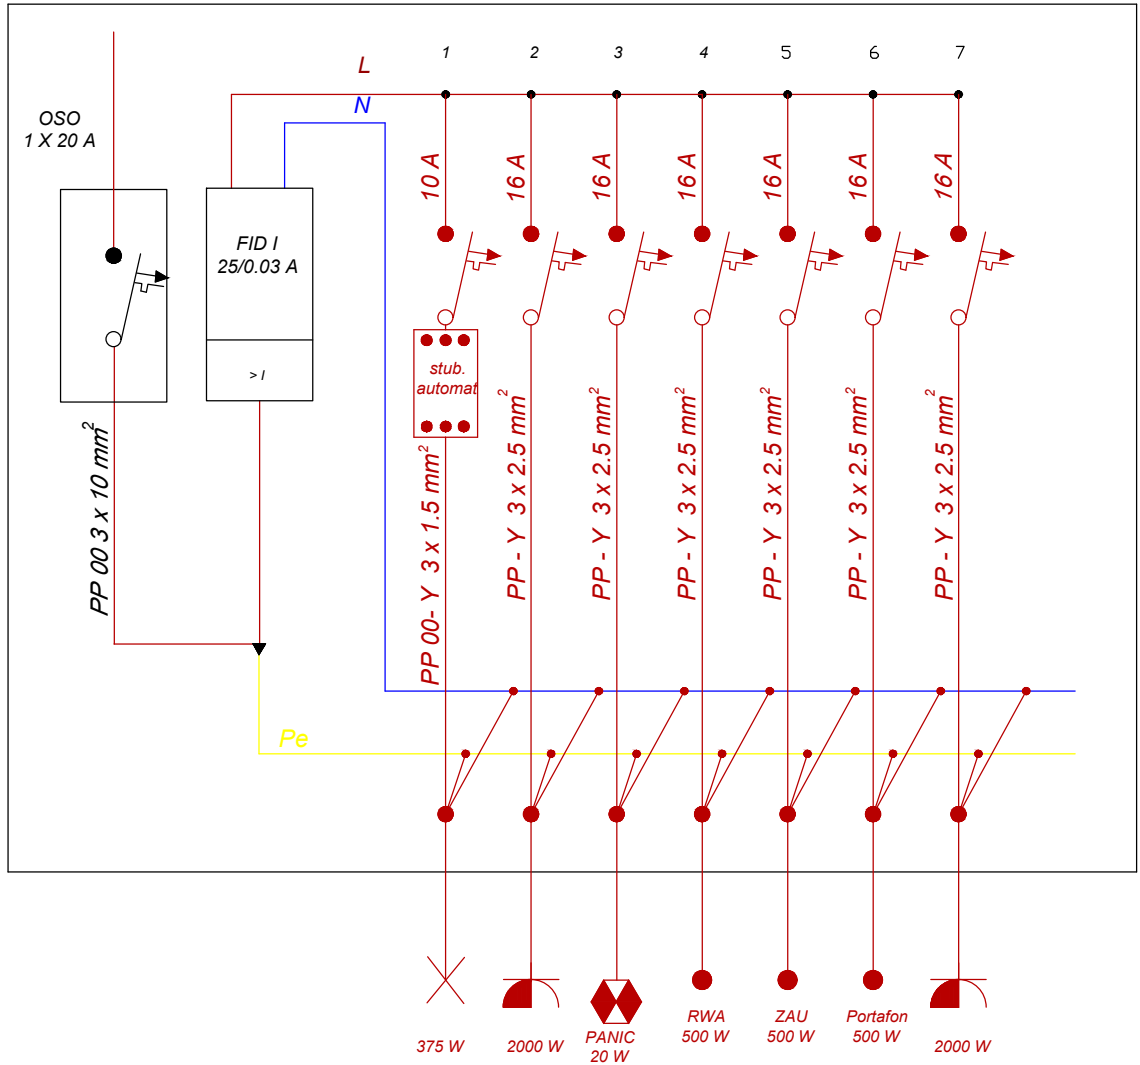 1 2 3 4 5 6 7
L
N
OSO
1 X 20 A
10 A
16 A
16 A
16 A
16 A
16 A
16 A
FID I
25/0.03 A
> I
stub.
automat
PP 00 3 x 10 mm²
PP 00- Y 3 x 1.5 mm²
PP - Y 3 x 2.5 mm²
PP - Y 3 x 2.5 mm²
PP - Y 3 x 2.5 mm²
PP - Y 3 x 2.5 mm²
PP - Y 3 x 2.5 mm²
PP - Y 3 x 2.5 mm²
Pe
375 W
2000 W
PANIC
20 W
RWA
500 W
ZAU
500 W
Portafon
500 W
2000 W